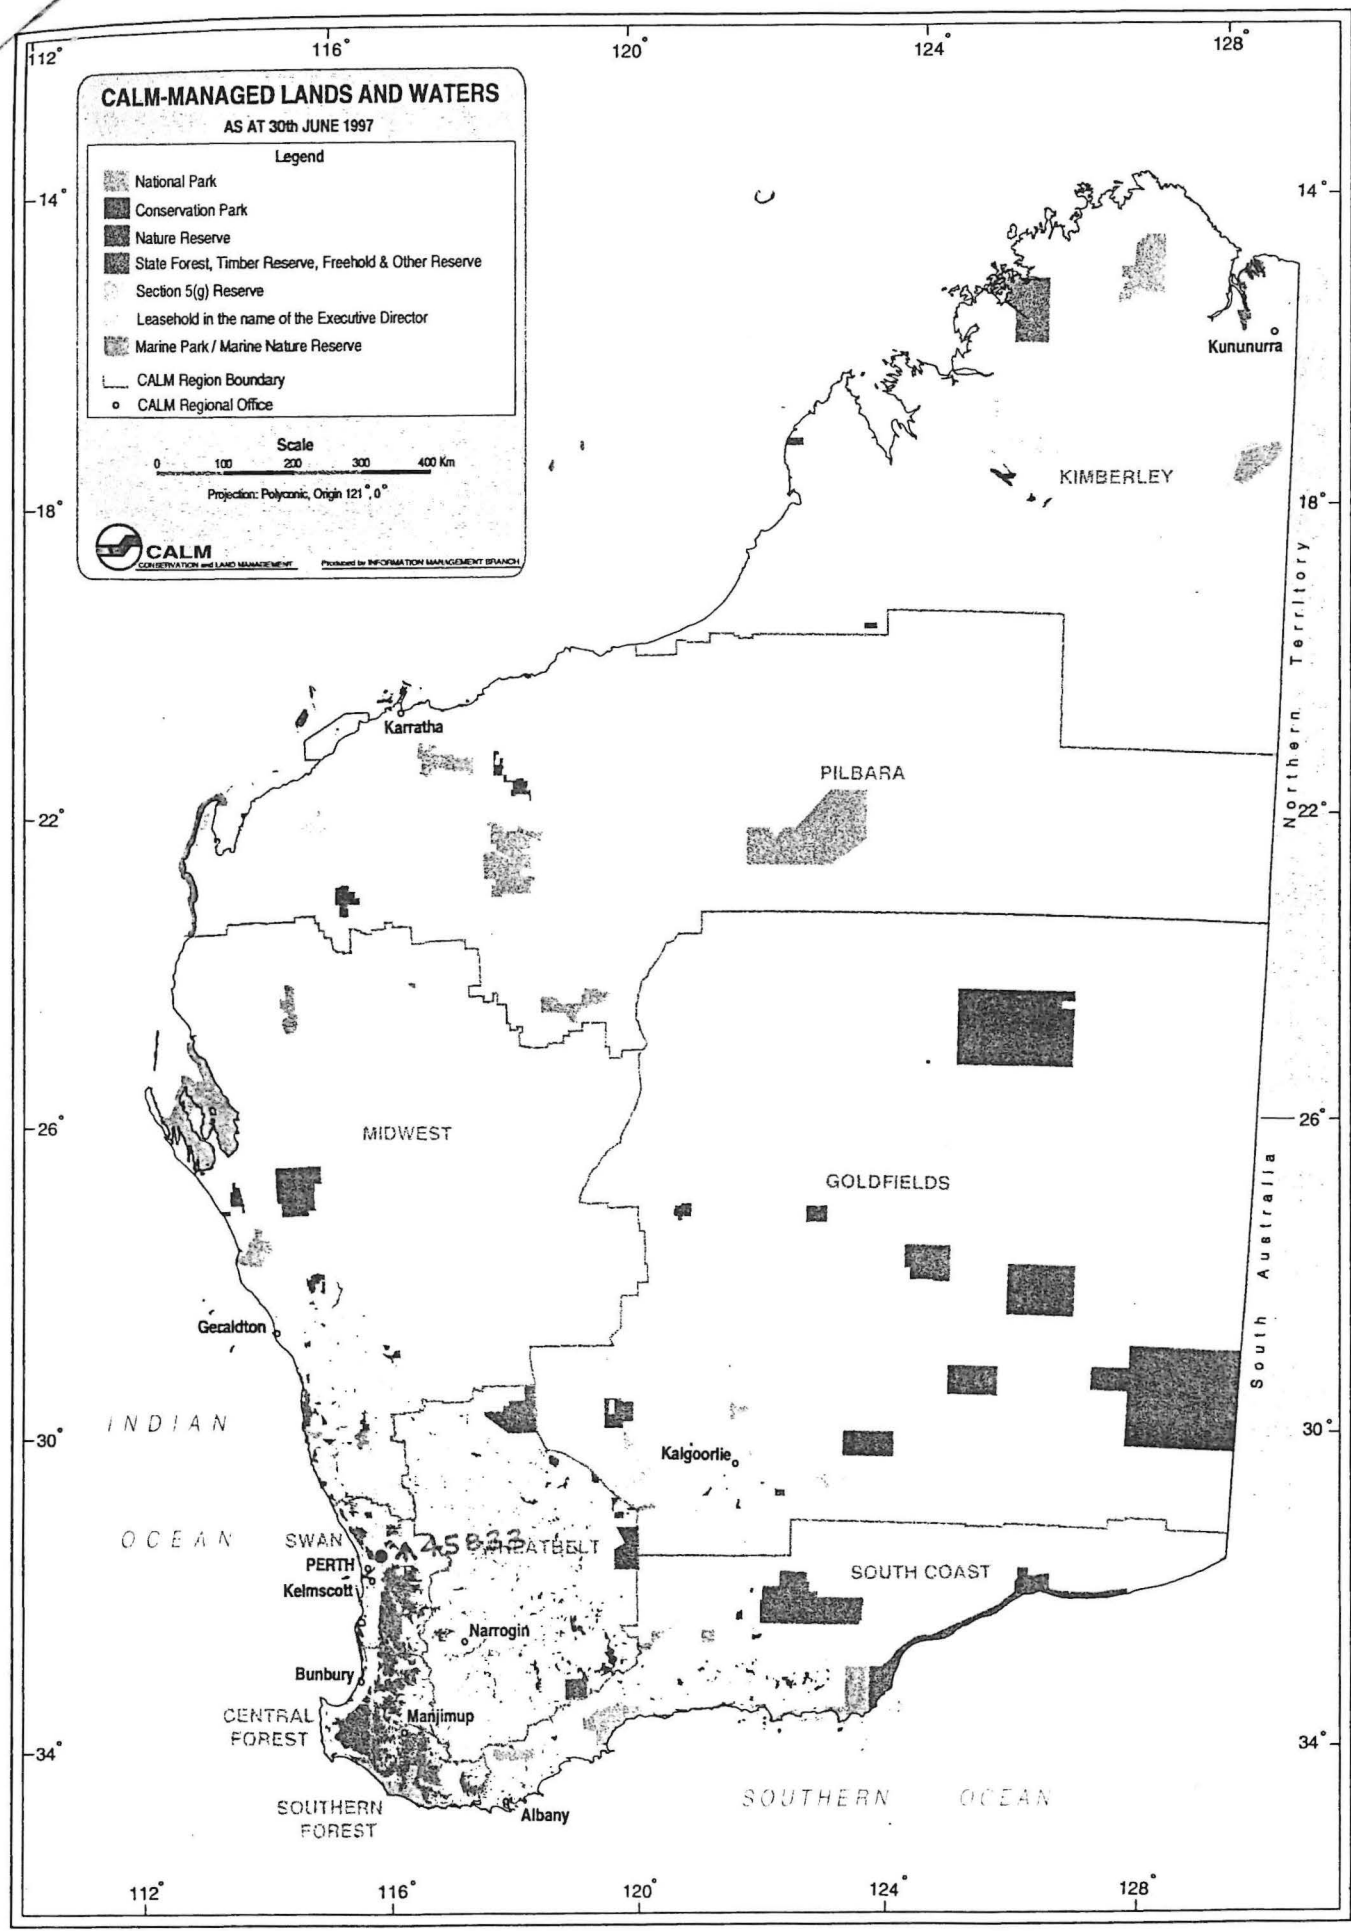 112°
116°
120°
124°
128°
CALM-MANAGED LANDS AND WATERS
AS AT 30th JUNE 1997
Legend
National Park
Conservation Park
Nature Reserve
State Forest, Timber Reserve, Freehold & Other Reserve
Section 5(g) Reserve
Leasehold in the name of the Executive Director
Marine Park / Marine Nature Reserve
CALM Region Boundary
CALM Regional Office
Scale
0 100 200 300 400 Km
Projection: Polyconic, Origin 121°, 0°
CALM
CONSERVATION and LAND MANAGEMENT
Produced by INFORMATION MANAGEMENT BRANCH
14°
14°
Kununurra
KIMBERLEY
18°
18°
Northern Territory
Karratha
PILBARA
22°
22°
26°
26°
MIDWEST
GOLDFIELDS
South Australia
Geraldton
INDIAN
30°
30°
Kalgoorlie
OCEAN
SWAN
45833
WHEATBELT
PERTH
Kelmscott
SOUTH COAST
Narrogin
Bunbury
CENTRAL
FOREST
Manjimup
34°
34°
SOUTHERN OCEAN
SOUTHERN
FOREST
Albany
112°
116°
120°
124°
128°